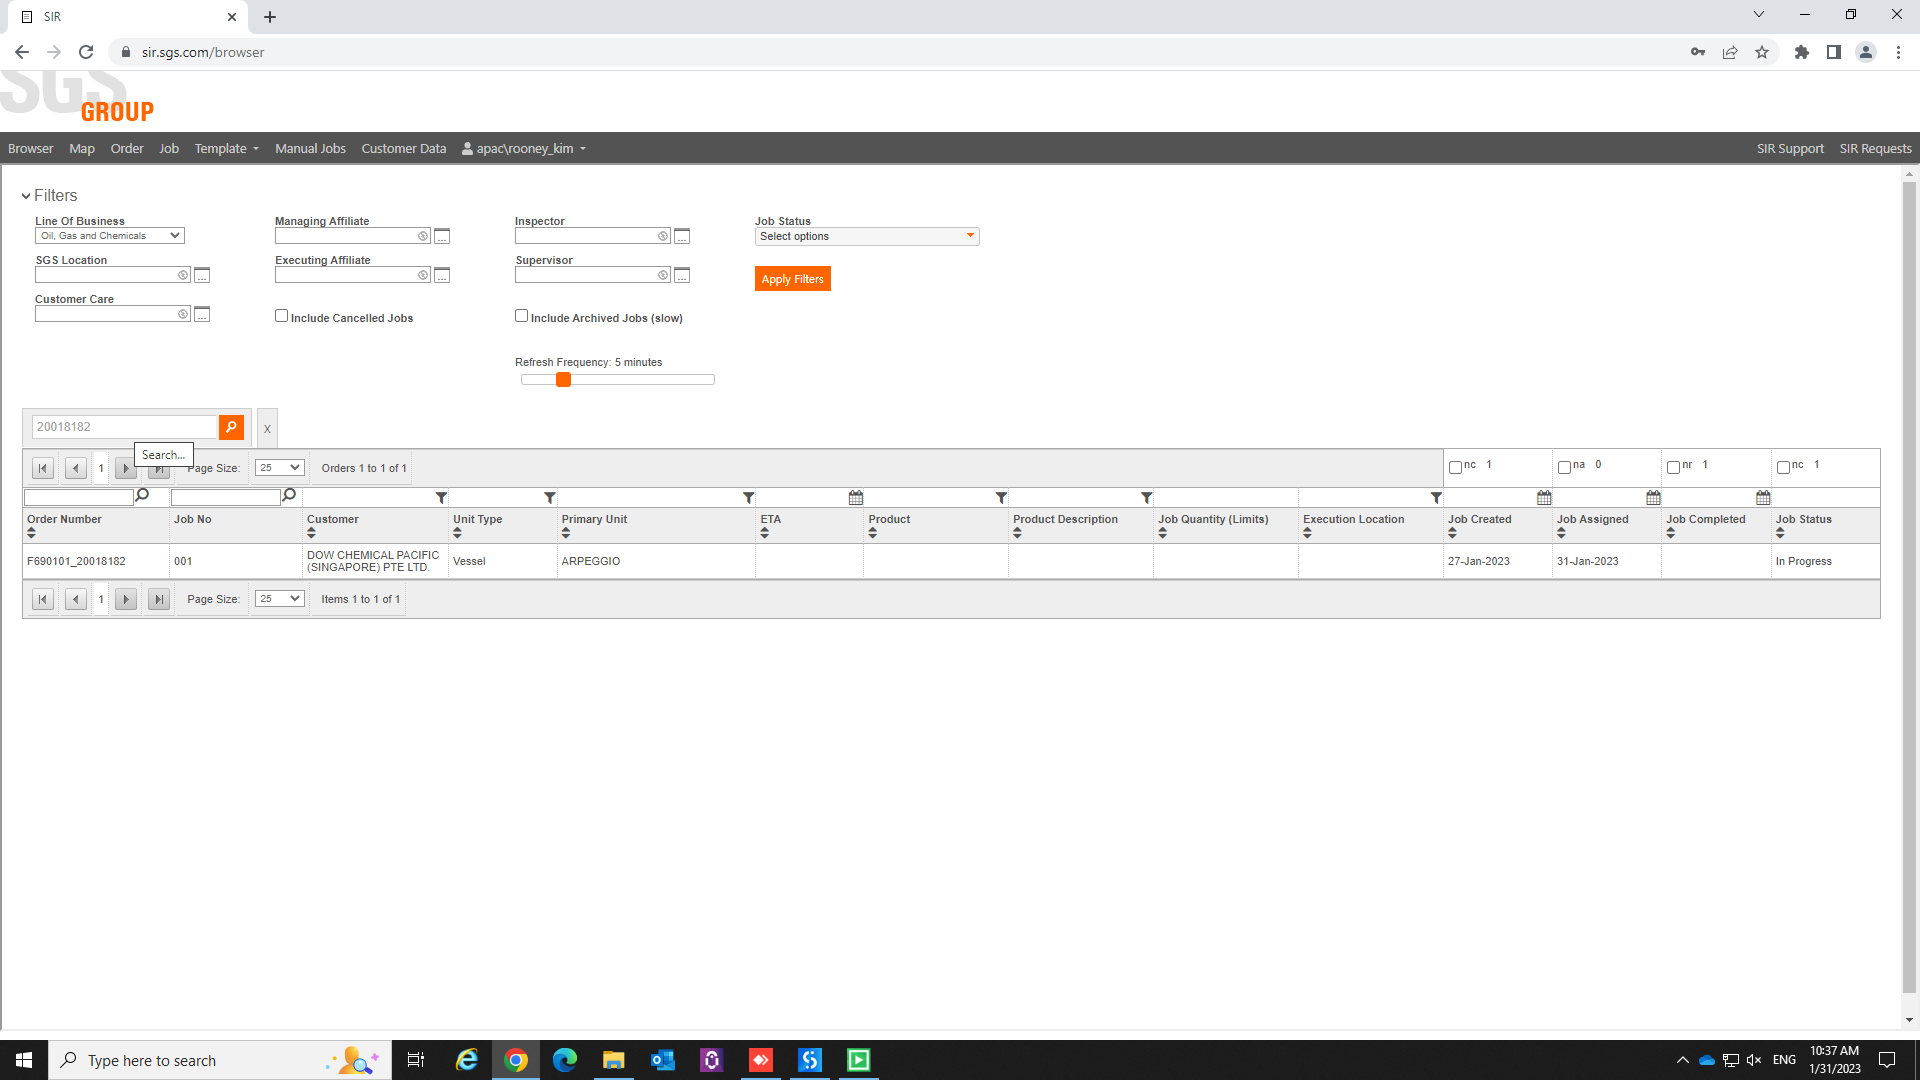 SIR
sir.sgs.com/browser
SGS
GROUP
Browser Map Order Job Template Manual Jobs Customer Data apac\rooney_kim SIR Support SIR Requests
Filters
Line Of Business Managing Affiliate Inspector Job Status
Oil, Gas and Chemicals ... ... Select options
SGS Location Executing Affiliate Supervisor
... ... ... Apply Filters
Customer Care
... Include Cancelled Jobs Include Archived Jobs (slow)
Refresh Frequency: 5 minutes
20018182 X
Search...
1 Page Size: 25 Orders 1 to 1 of 1 nc 1 na 0 nr 1 nc 1
Order Number Job No Customer Unit Type Primary Unit ETA Product Product Description Job Quantity (Limits) Execution Location Job Created Job Assigned Job Completed Job Status
F690101_20018182 001 DOW CHEMICAL PACIFIC (SINGAPORE) PTE LTD. Vessel ARPEGGIO 27-Jan-2023 31-Jan-2023 In Progress
1 Page Size: 25 Items 1 to 1 of 1
Type here to search ENG 10:37 AM
1/31/2023